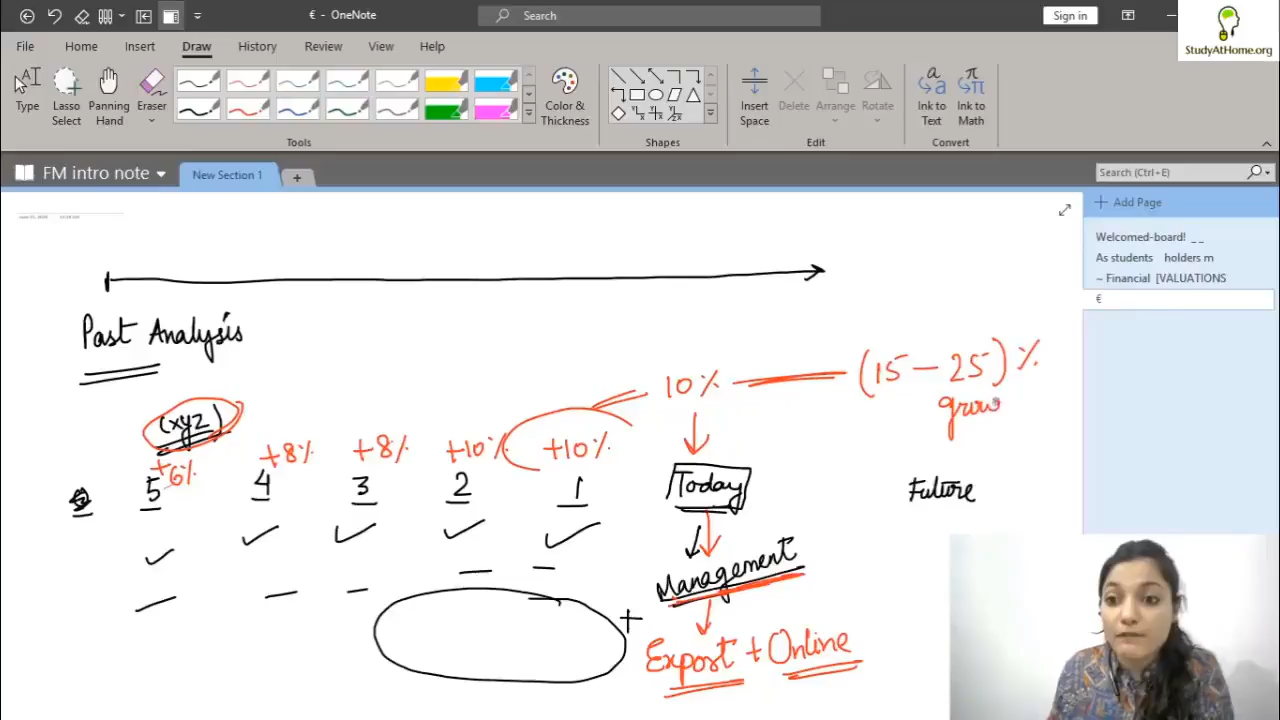 € - OneNote
Search
Sign in
StudyAtHome.org
File Home Insert Draw History Review View Help
Type
Lasso Select
Panning Hand
Eraser
Color & Thickness
Insert Space
Delete
Arrange
Rotate
Ink to Text
Ink to Math
Tools
Shapes
Edit
Convert
FM intro note
New Section 1
+
Search (Ctrl+E)
Add Page
Welcomed-board! _ _
As students holders m
~ Financial [VALUATIONS
€
Past Analysis
10% (15 - 25) %
grow
(xyz)
+6% +8% +8% +10% +10%
5 4 3 2 1 Today Future
Management
+
Export + Online